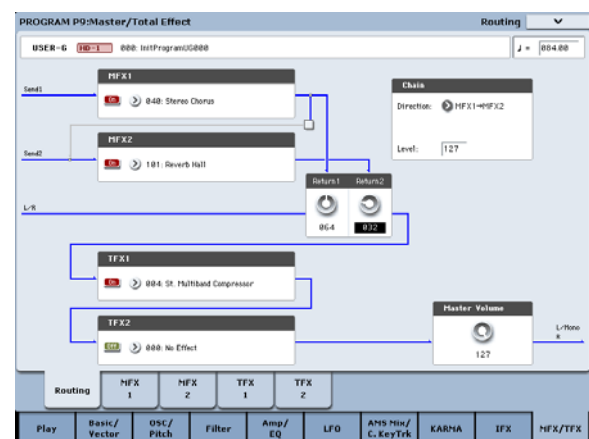 PROGRAM P9:Master/Total Effect Routing
USER-G HD-1 000: InitProgramUG000 ♩ = 084.00
MFX1
Send1
On 040: Stereo Chorus
Chain
Direction: MFX1→MFX2
Level: 127
MFX2
Send2
On 101: Reverb Hall
Return1 Return2
L/R
064 032
TFX1
On 004: St. Multiband Compressor
TFX2
Off 000: No Effect
Master Volume
127
L/Mono
R
Routing
MFX 1
MFX 2
TFX 1
TFX 2
Play
Basic/ Vector
OSC/ Pitch
Filter
Amp/ EQ
LFO
AMS Mix/ C.KeyTrk
KARMA
IFX
MFX/TFX